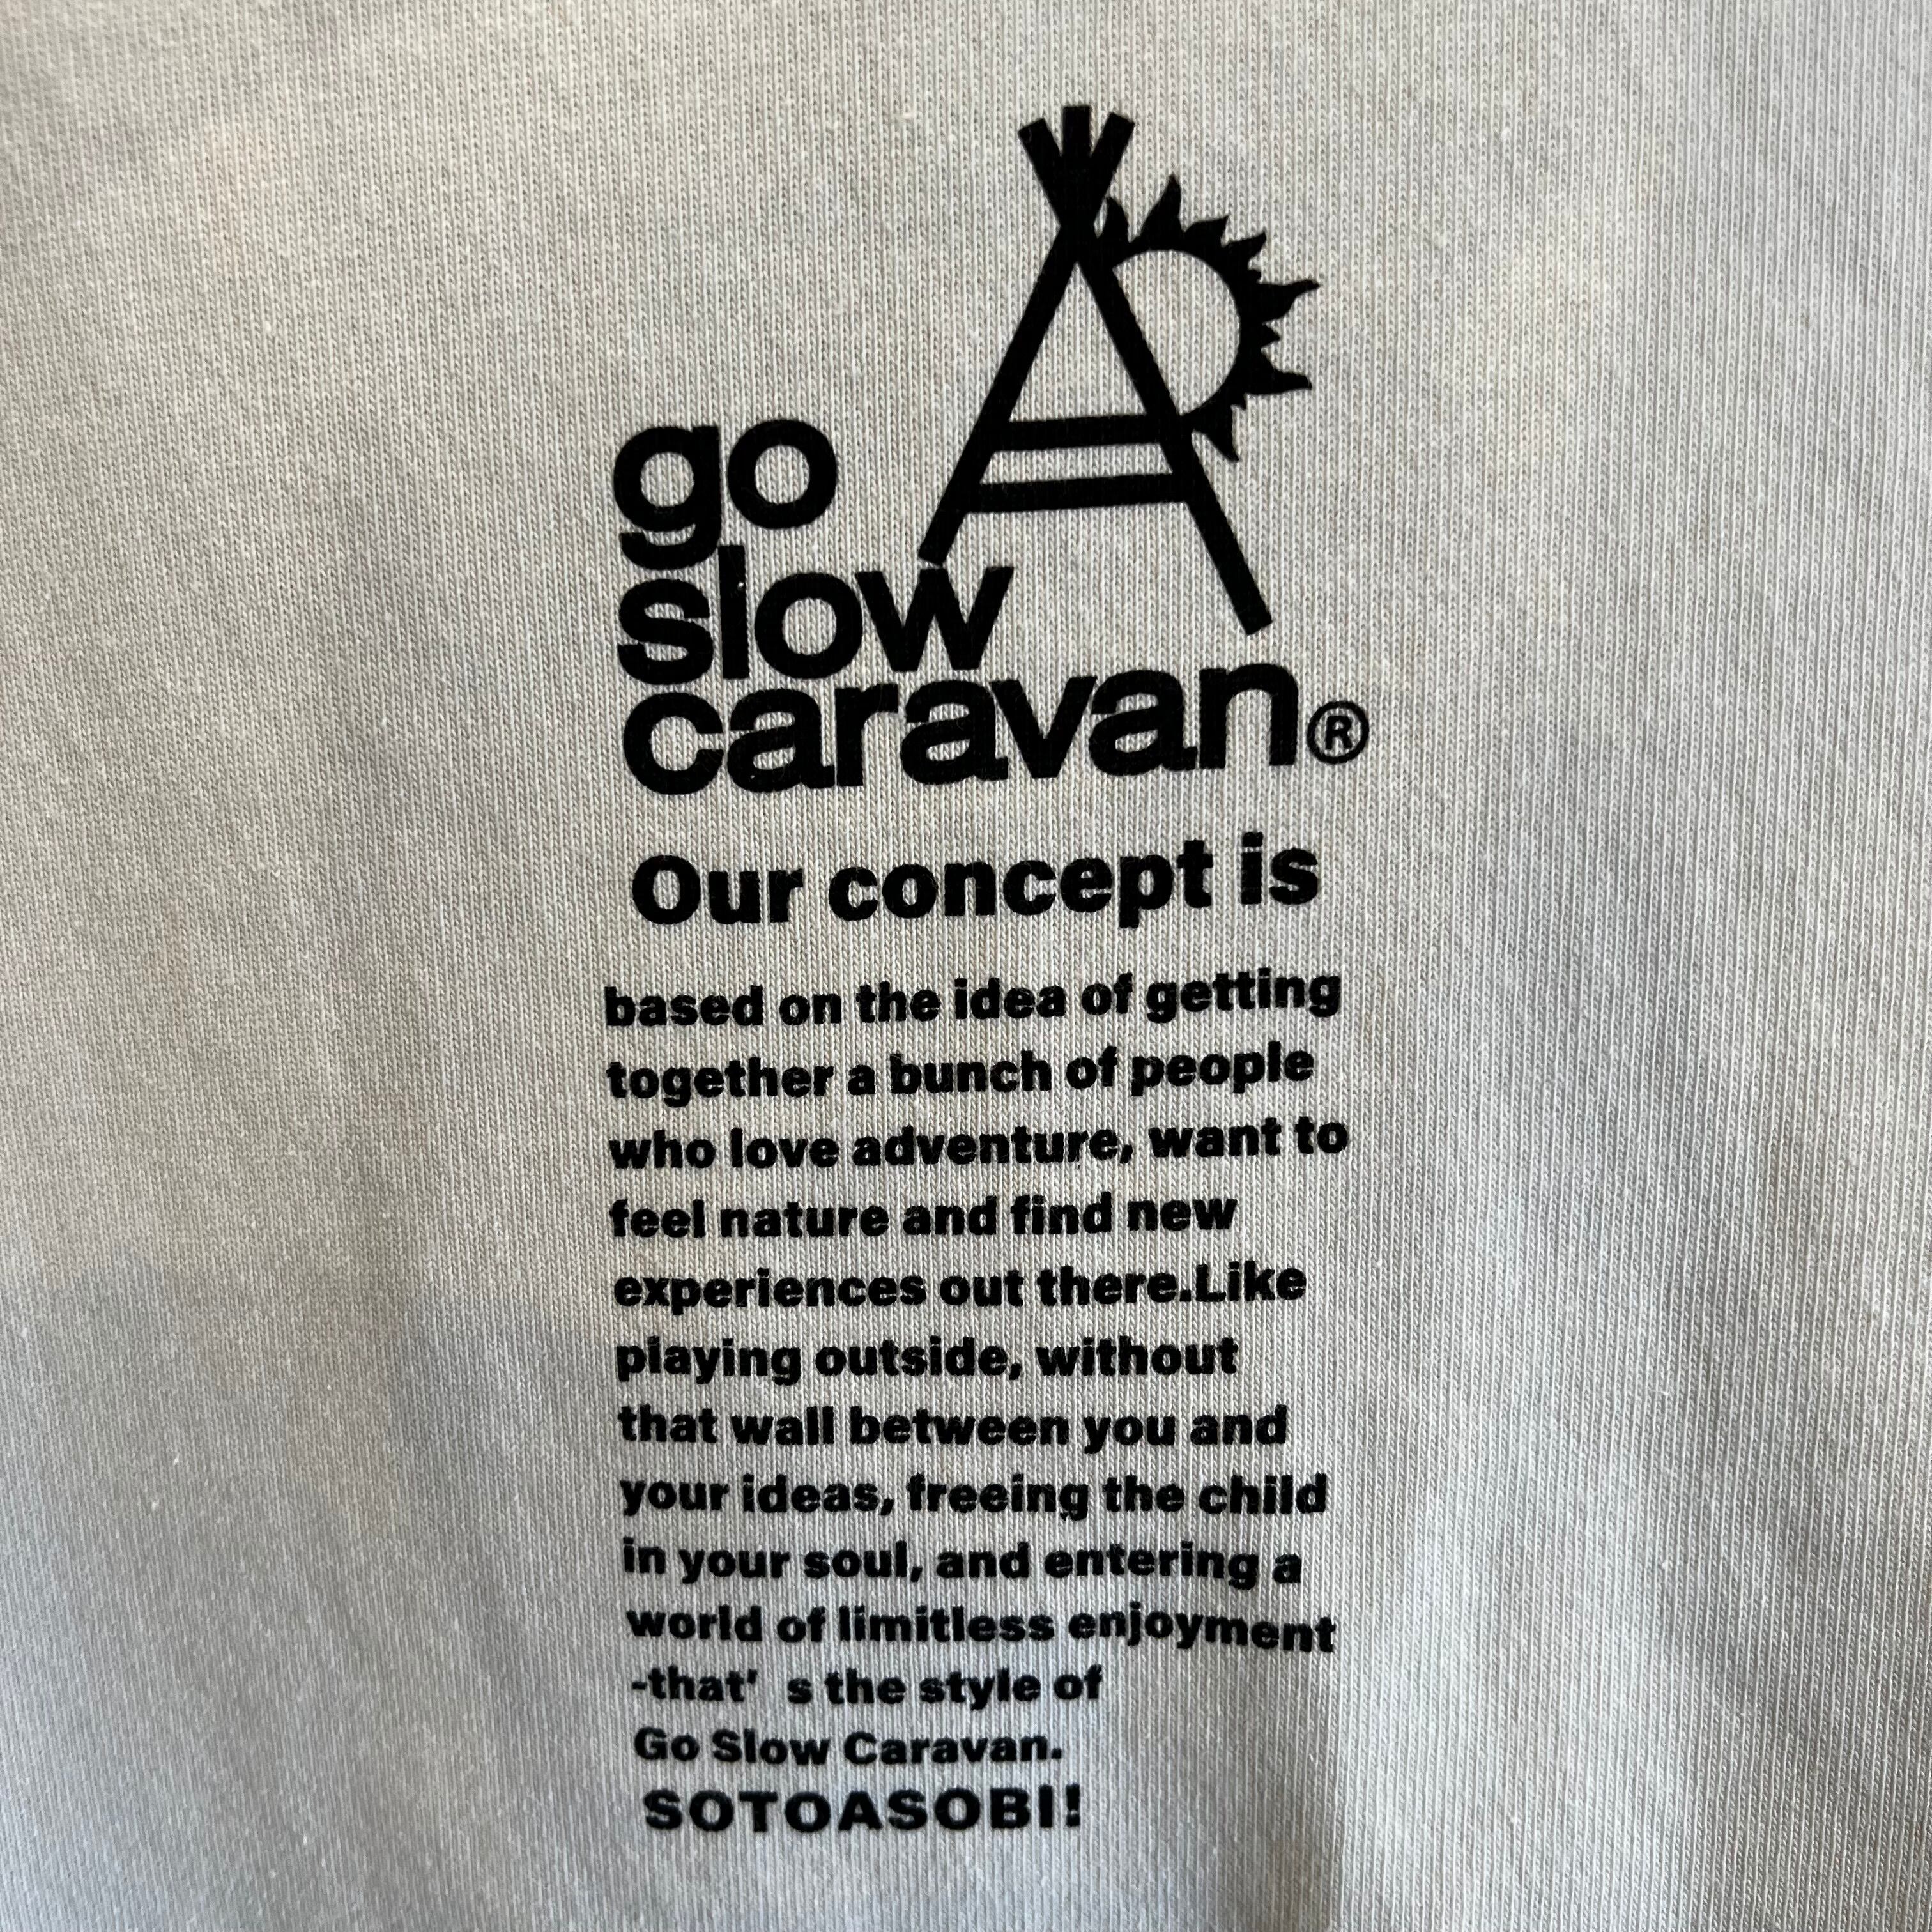 go
slow
caravan®
Our concept is
based on the idea of getting
together a bunch of people
who love adventure, want to
feel nature and find new
experiences out there.Like
playing outside, without
that wall between you and
your ideas, freeing the child
in your soul, and entering a
world of limitless enjoyment
-that' s the style of
Go Slow Caravan.
SOTOASOBI!